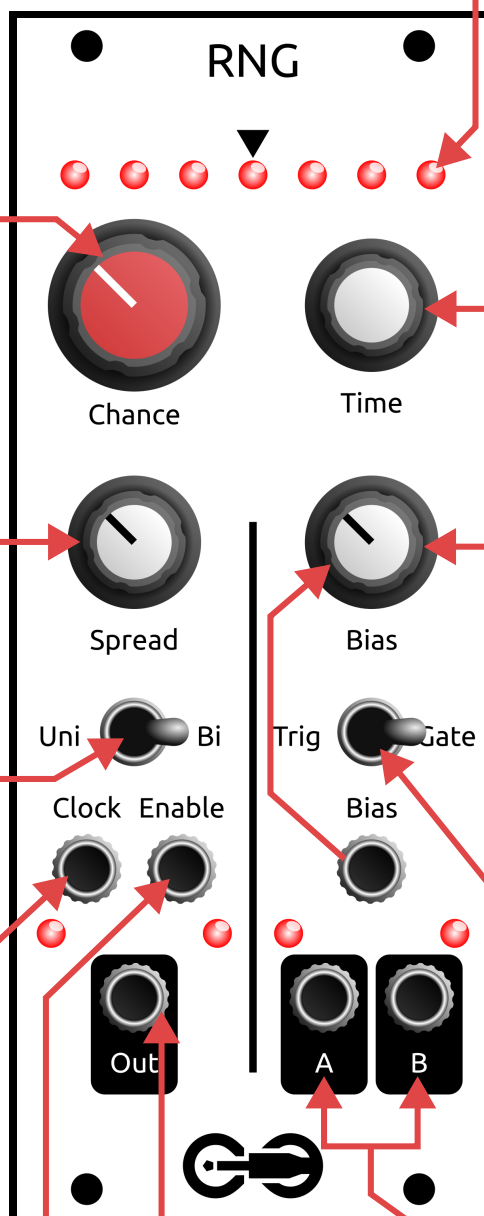 RNG
Chance
Time
Spread
Bias
Uni
Bi
Trig
Gate
Clock
Enable
Bias
Out
A
B